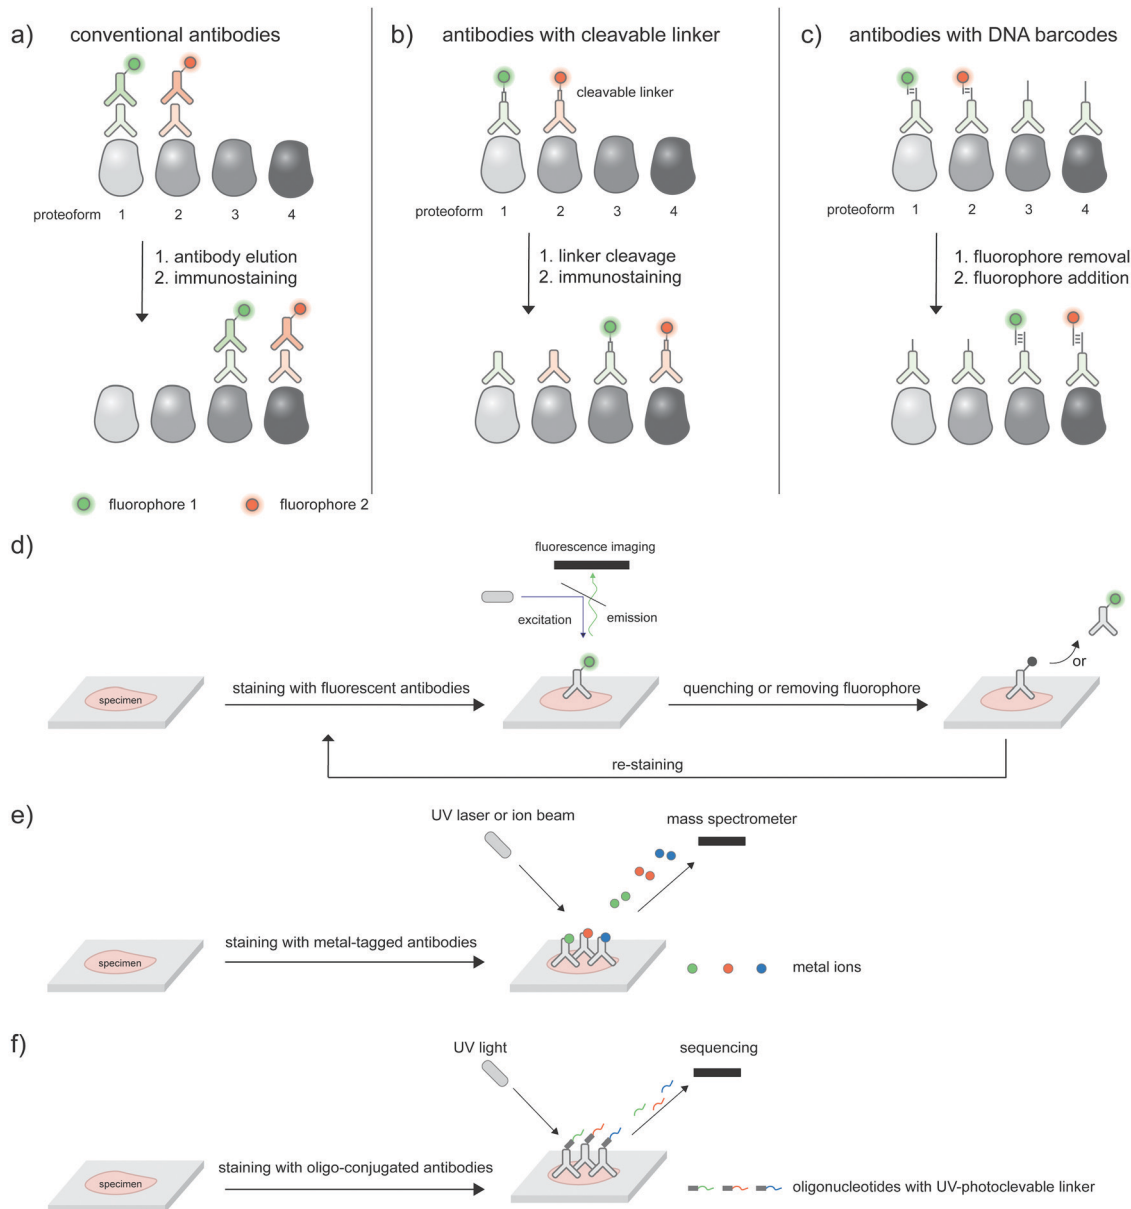 a) conventional antibodies
proteoform 1 2 3 4
1. antibody elution
2. immunostaining
fluorophore 1 fluorophore 2
b) antibodies with cleavable linker
cleavable linker
1 2 3 4
1. linker cleavage
2. immunostaining
c) antibodies with DNA barcodes
proteoform 1 2 3 4
1. fluorophore removal
2. fluorophore addition
d)
fluorescence imaging
excitation emission
specimen
staining with fluorescent antibodies
quenching or removing fluorophore
or
re-staining
e)
UV laser or ion beam
mass spectrometer
specimen
staining with metal-tagged antibodies
metal ions
f)
UV light
sequencing
specimen
staining with oligo-conjugated antibodies
oligonucleotides with UV-photoclevable linker